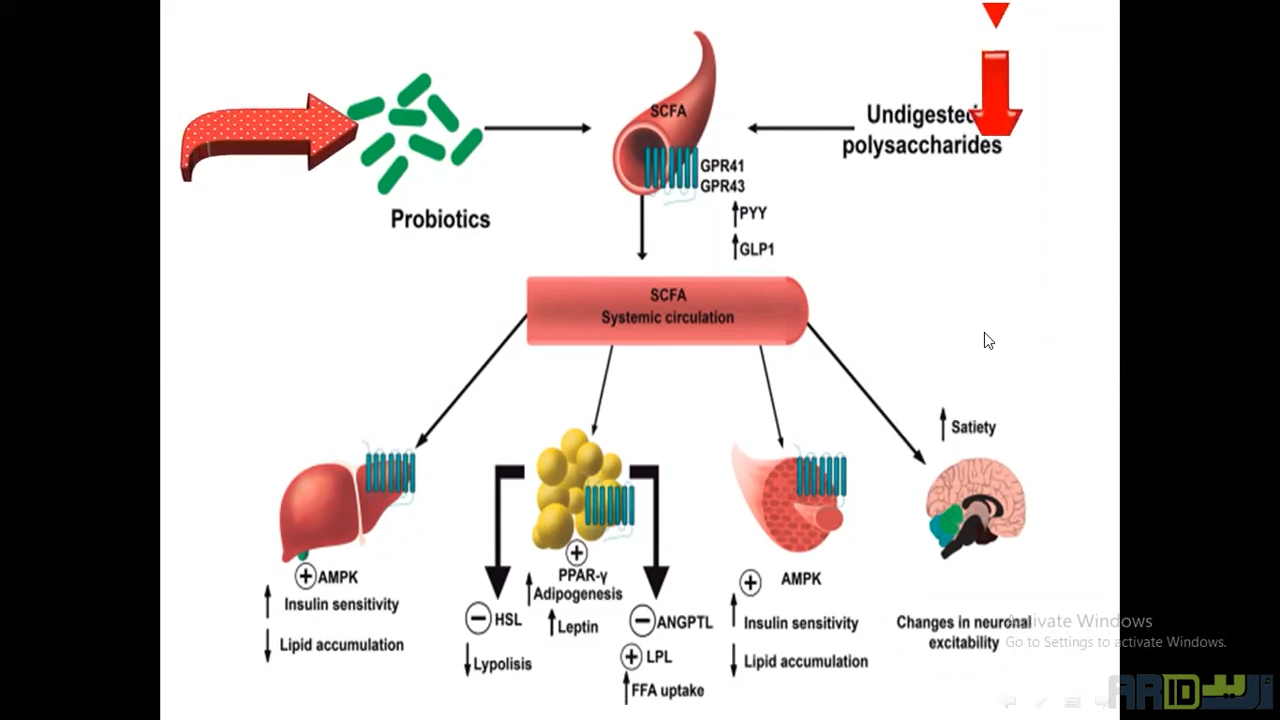 SCFA
Undigested
polysaccharides
GPR41
GPR43
Probiotics
PYY
GLP1
SCFA
Systemic circulation
Satiety
AMPK
Insulin sensitivity
Lipid accumulation
PPAR-γ
Adipogenesis
Leptin
HSL
Lypolisis
ANGPTL
LPL
FFA uptake
AMPK
Insulin sensitivity
Lipid accumulation
Changes in neuronal
excitability
Activate Windows
Go to Settings to activate Windows.
ARID أريد